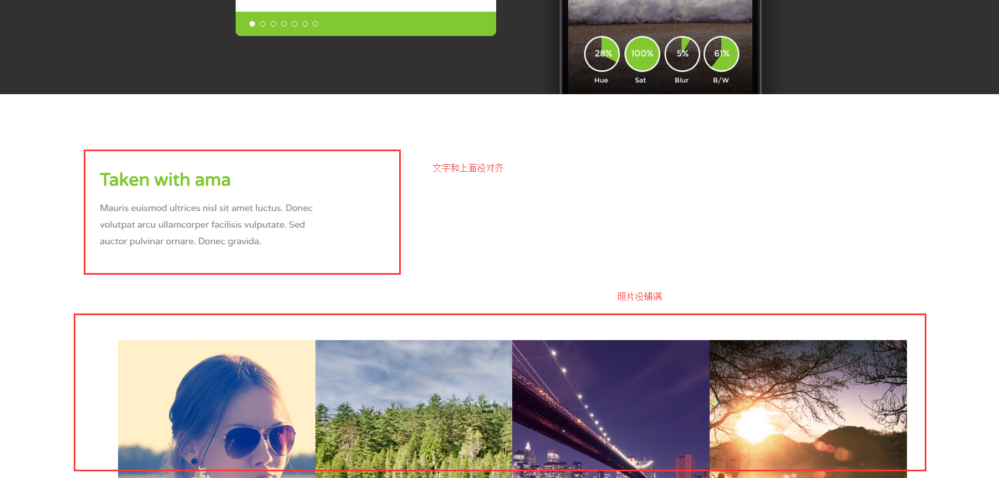 28%
100%
5%
61%
Hue
Sat
Blur
B/W
文字和上面没对齐
Taken with ama
Mauris euismod ultrices nisl sit amet luctus. Donec
volutpat arcu ullamcorper facilisis vulputate. Sed
auctor pulvinar ornare. Donec gravida.
照片没铺满